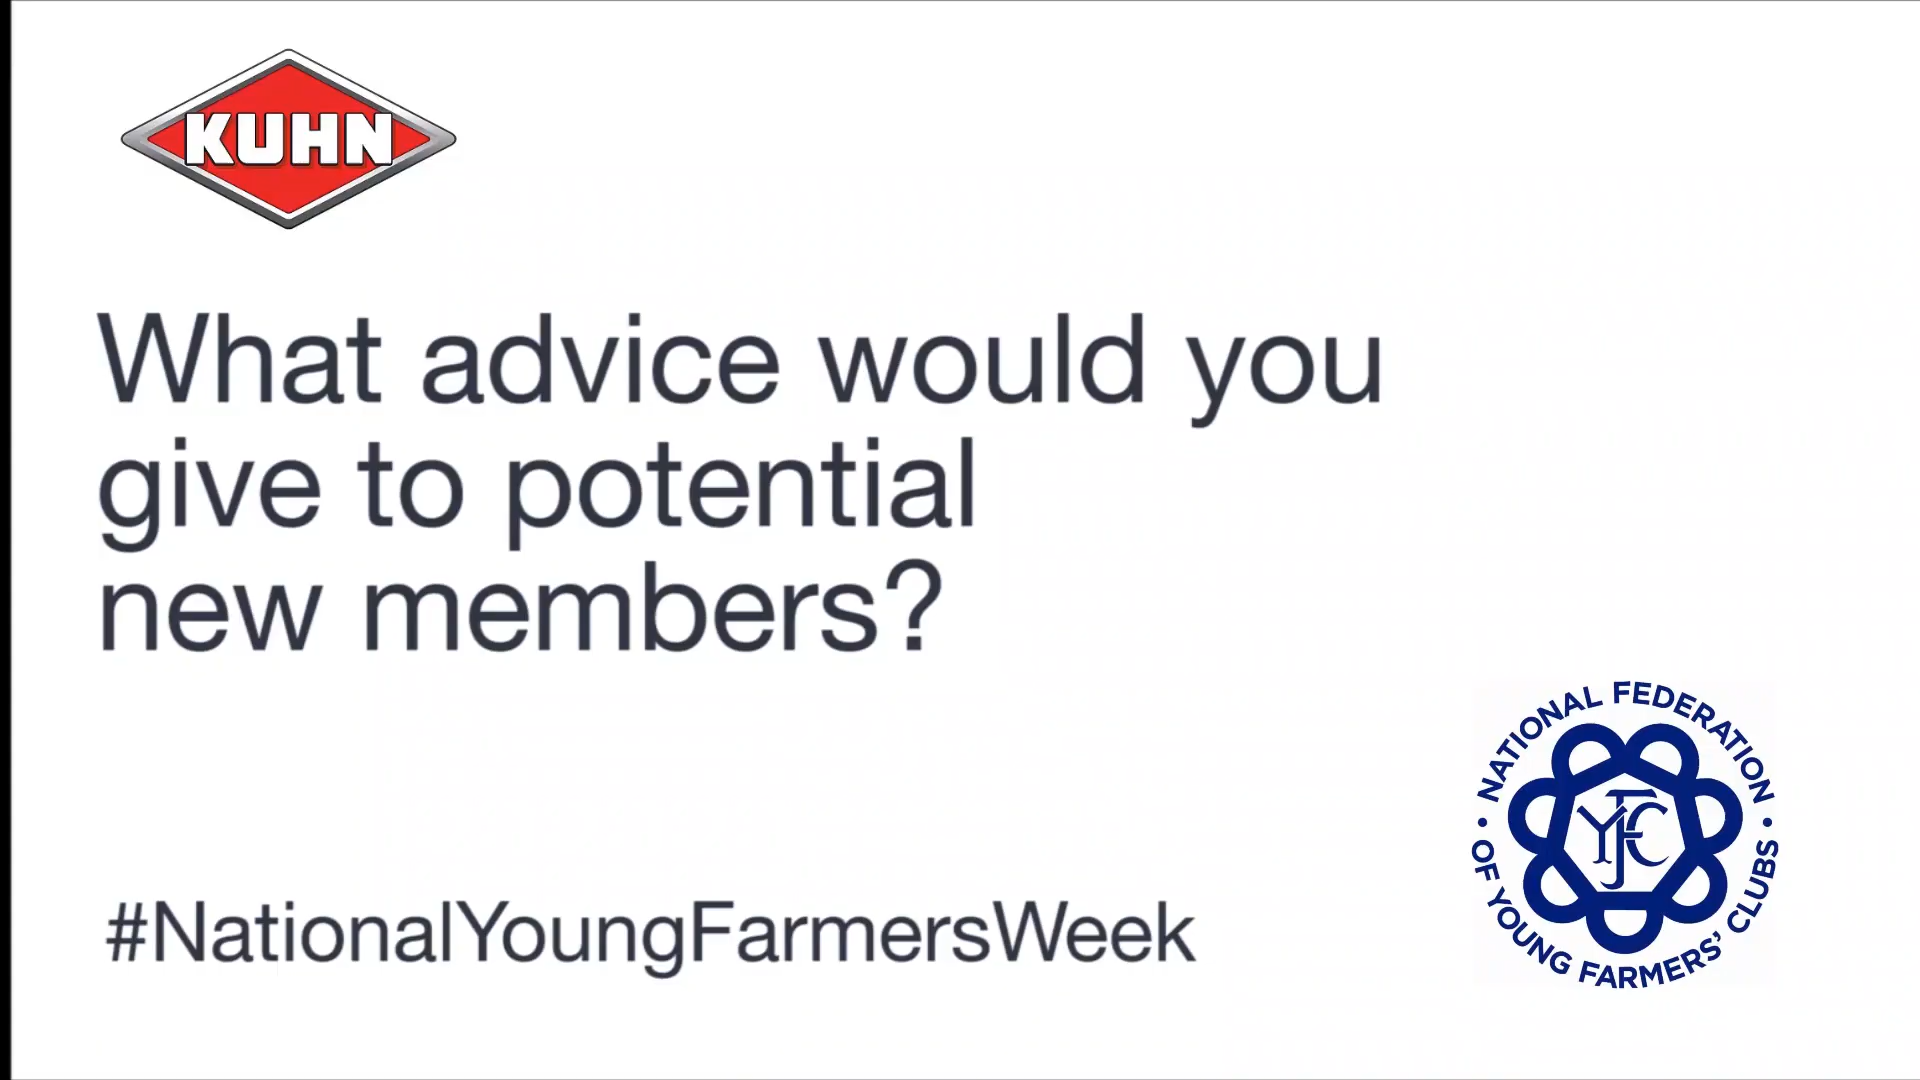 KUHN
What advice would you
give to potential
new members?
#NationalYoungFarmersWeek
NATIONAL FEDERATION
YFC
· OF YOUNG FARMERS' CLUBS ·